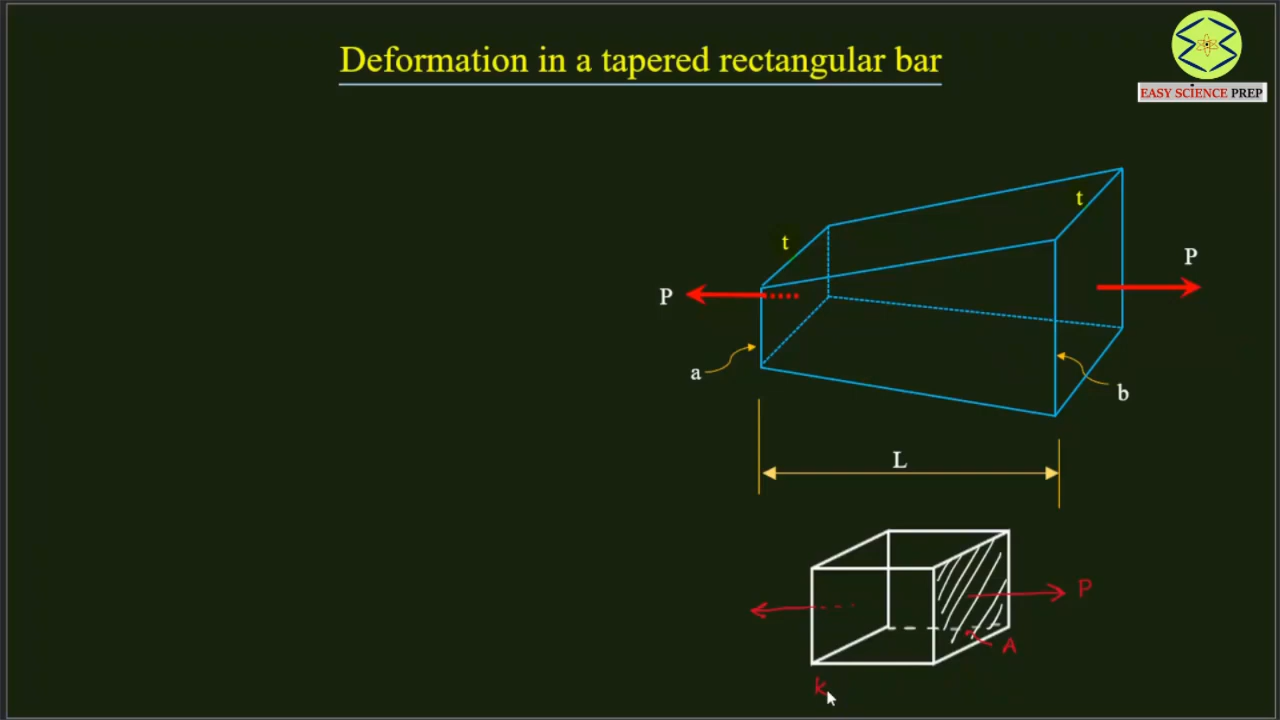 Deformation in a tapered rectangular bar
EASY SCIENCE PREP
t
t
P
P
a
b
L
P
A
k